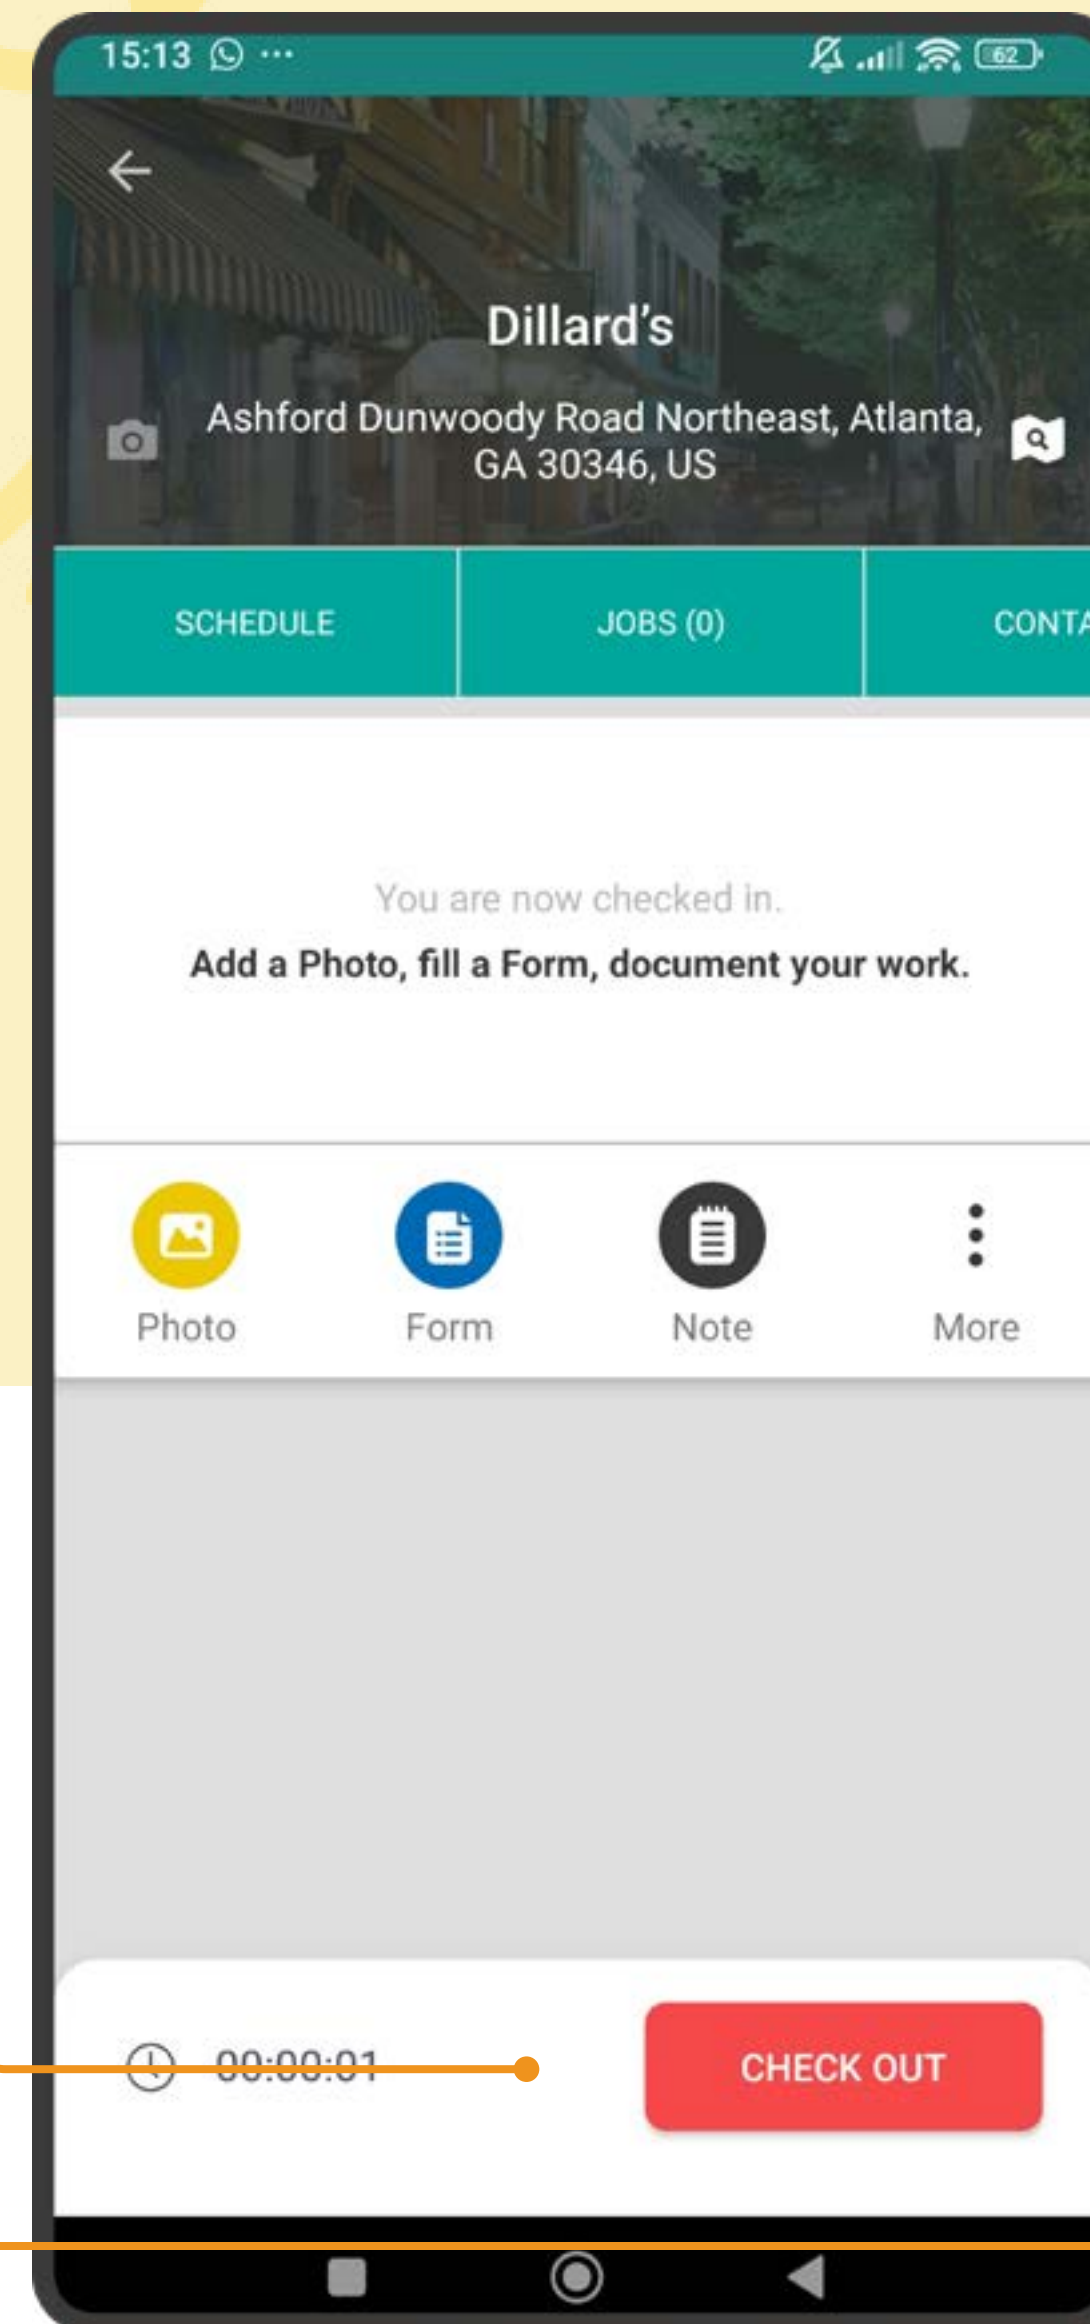 15:13
62
Dillard's
Ashford Dunwoody Road Northeast, Atlanta,
GA 30346, US
SCHEDULE
JOBS (0)
CONTA
You are now checked in.
Add a Photo, fill a Form, document your work.
Photo
Form
Note
More
00:00:01
CHECK OUT